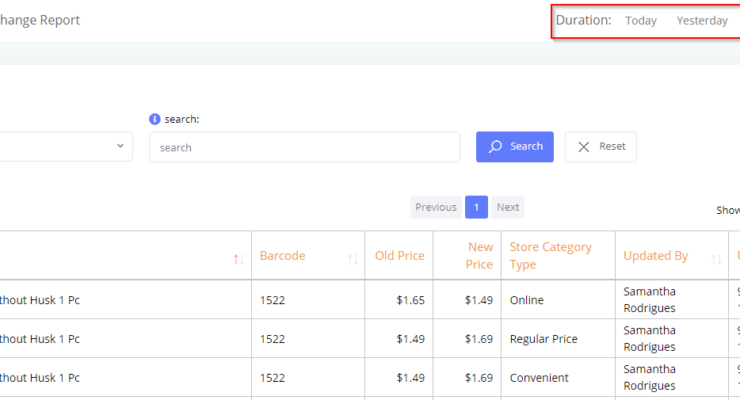 hange Report
Duration: Today Yesterday
search:
search
Search
Reset
Previous 1 Next
Show
Barcode Old Price New Price Store Category Type Updated By
thout Husk 1 Pc 1522 $1.65 $1.49 Online Samantha Rodrigues
thout Husk 1 Pc 1522 $1.49 $1.69 Regular Price Samantha Rodrigues
thout Husk 1 Pc 1522 $1.49 $1.69 Convenient Samantha Rodrigues